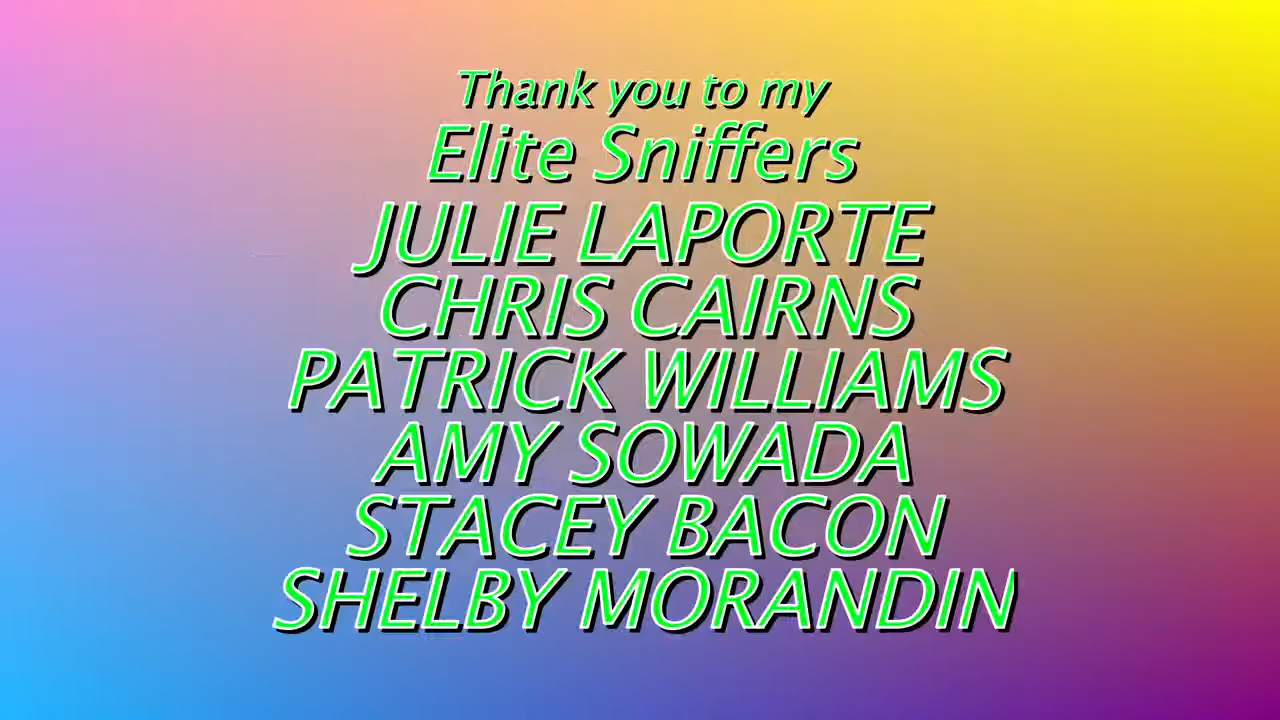 Thank you to my
Elite Sniffers
JULIE LAPORTE
CHRIS CAIRNS
PATRICK WILLIAMS
AMY SOWADA
STACEY BACON
SHELBY MORANDIN